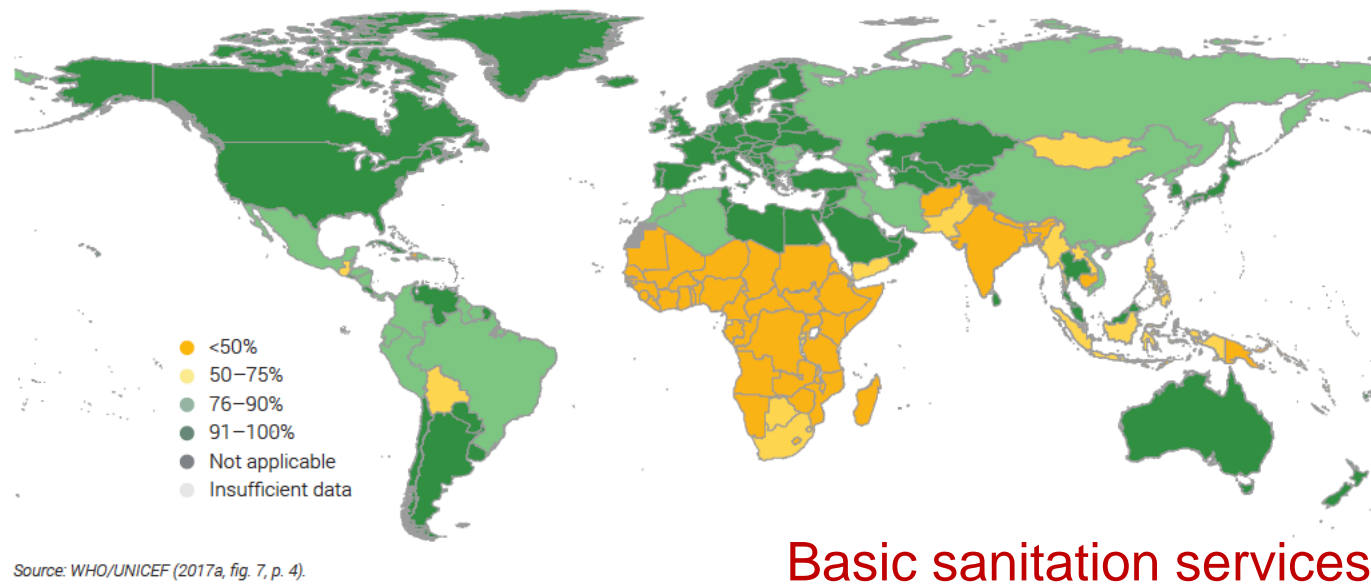 <50%
50–75%
76–90%
91–100%
Not applicable
Insufficient data
Source: WHO/UNICEF (2017a, fig. 7, p. 4).
Basic sanitation services